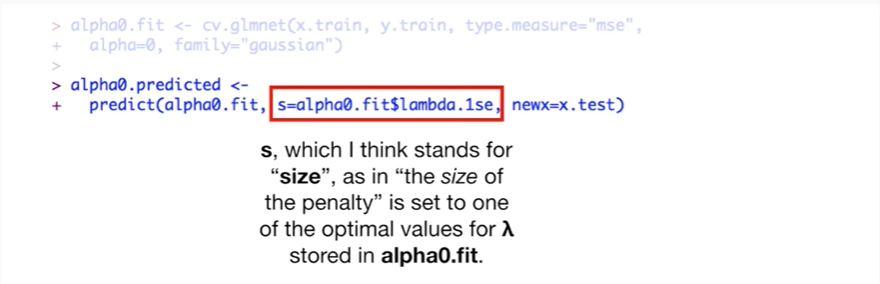 > alpha0.fit <- cv.glmnet(x.train, y.train, type.measure="mse",
+ alpha=0, family="gaussian")
>
> alpha0.predicted <-
+ predict(alpha0.fit, s=alpha0.fit$lambda.1se, newx=x.test)
s, which I think stands for
“size”, as in “the size of
the penalty” is set to one
of the optimal values for λ
stored in alpha0.fit.